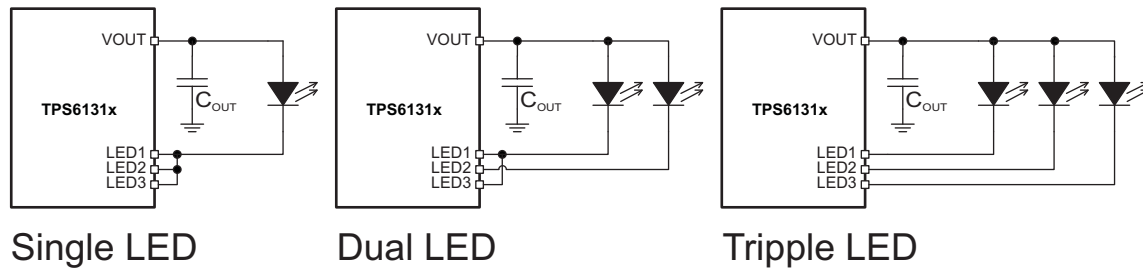 VOUT
TPS6131x
COUT
LED1
LED2
LED3
Single LED
VOUT
TPS6131x
COUT
LED1
LED2
LED3
Dual LED
VOUT
TPS6131x
COUT
LED1
LED2
LED3
Tripple LED